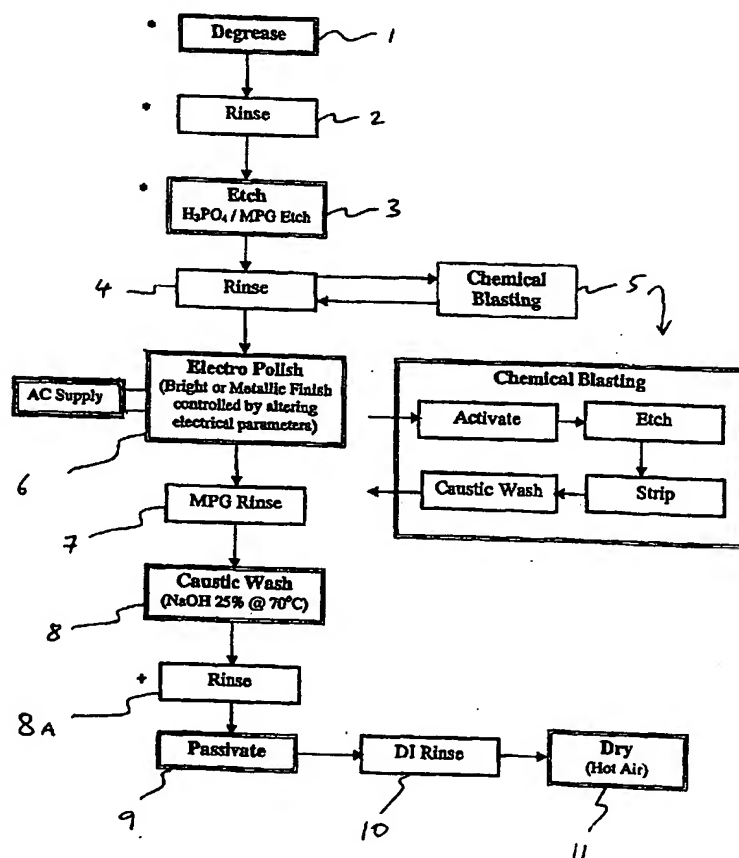 * Degrease 1
* Rinse 2
* Etch 3
H₃PO₄ / MPG Etch
4 Rinse
Chemical
Blasting
5
AC Supply
Electro Polish
(Bright or Metallic Finish
controlled by altering
electrical parameters)
6
Chemical Blasting
Activate
Etch
Strip
Caustic Wash
MPG Rinse
7
Caustic Wash
(NaOH 25% @ 70°C)
8
+ Rinse
8A
Passivate
9
DI Rinse
10
Dry
(Hot Air)
11